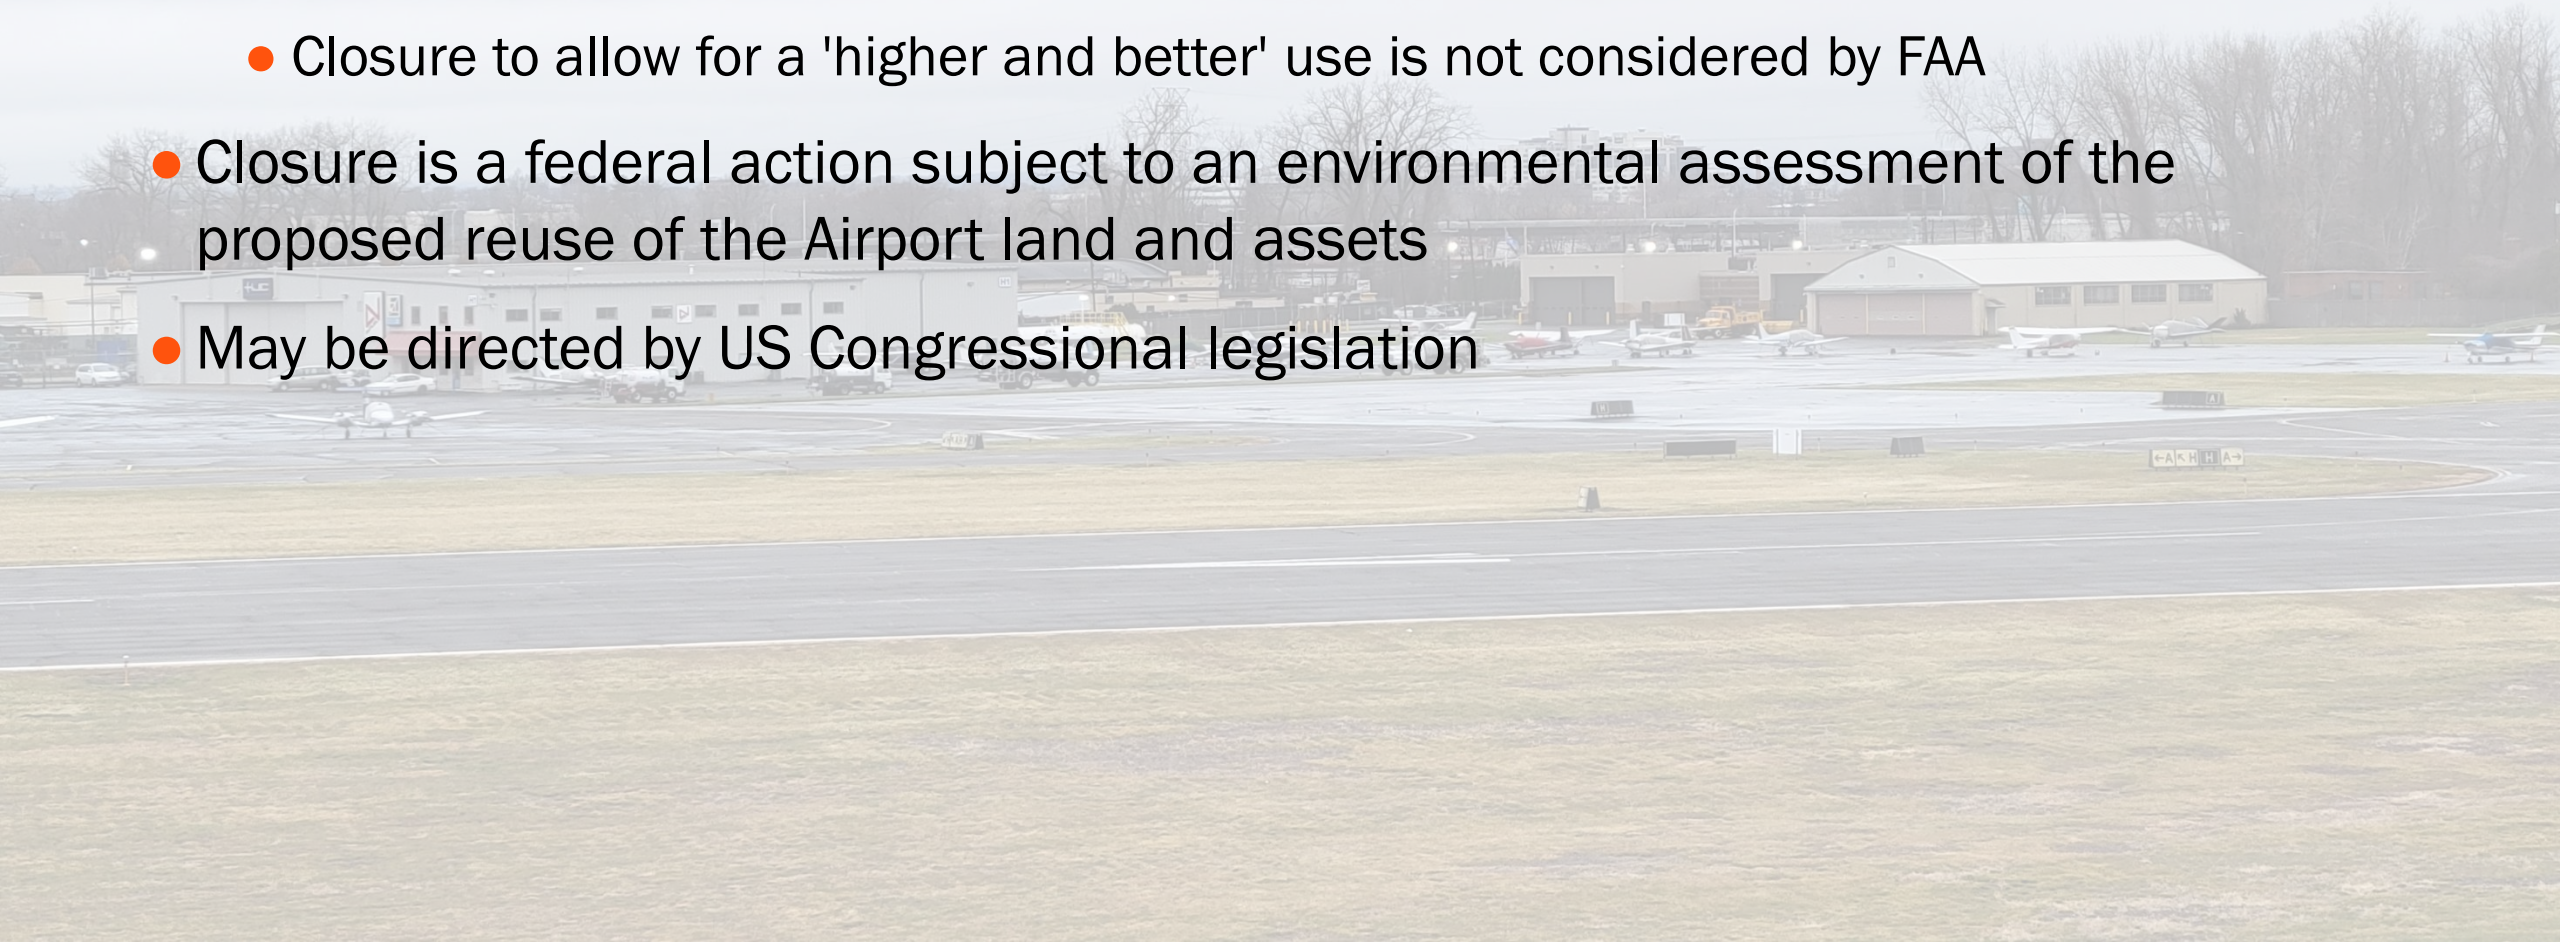 ● Closure to allow for a 'higher and better' use is not considered by FAA
● Closure is a federal action subject to an environmental assessment of the
proposed reuse of the Airport land and assets
● May be directed by US Congressional legislation
H1
←A↖H H A→